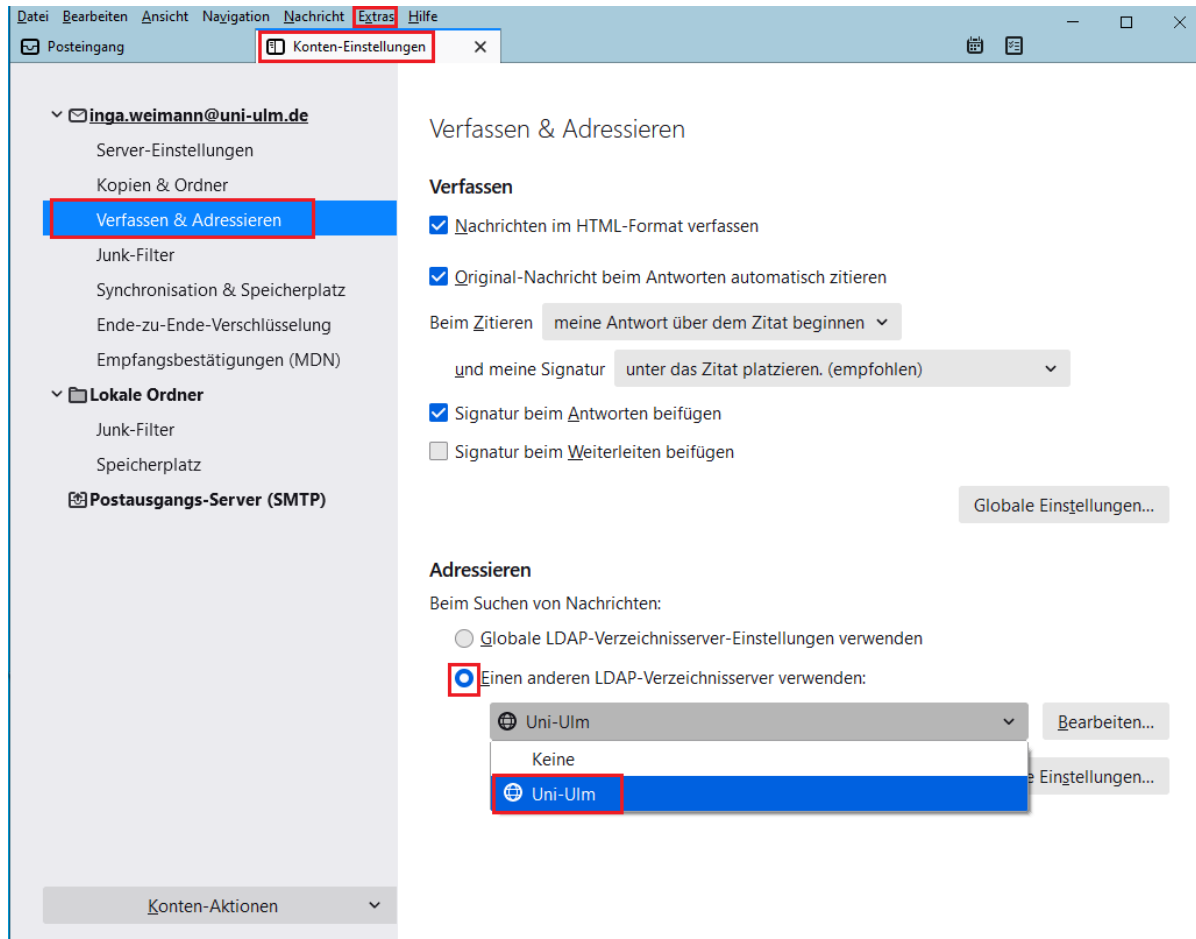 Datei Bearbeiten Ansicht Navigation Nachricht Extras Hilfe
Posteingang Konten-Einstellungen
inga.weimann@uni-ulm.de
Server-Einstellungen
Kopien & Ordner
Verfassen & Adressieren
Junk-Filter
Synchronisation & Speicherplatz
Ende-zu-Ende-Verschlüsselung
Empfangsbestätigungen (MDN)
Lokale Ordner
Junk-Filter
Speicherplatz
Postausgangs-Server (SMTP)
Konten-Aktionen
Verfassen & Adressieren
Verfassen
Nachrichten im HTML-Format verfassen
Original-Nachricht beim Antworten automatisch zitieren
Beim Zitieren meine Antwort über dem Zitat beginnen
und meine Signatur unter das Zitat platzieren. (empfohlen)
Signatur beim Antworten beifügen
Signatur beim Weiterleiten beifügen
Globale Einstellungen...
Adressieren
Beim Suchen von Nachrichten:
Globale LDAP-Verzeichnisserver-Einstellungen verwenden
Einen anderen LDAP-Verzeichnisserver verwenden:
Uni-Ulm Bearbeiten...
Keine
Uni-Ulm
Einstellungen...